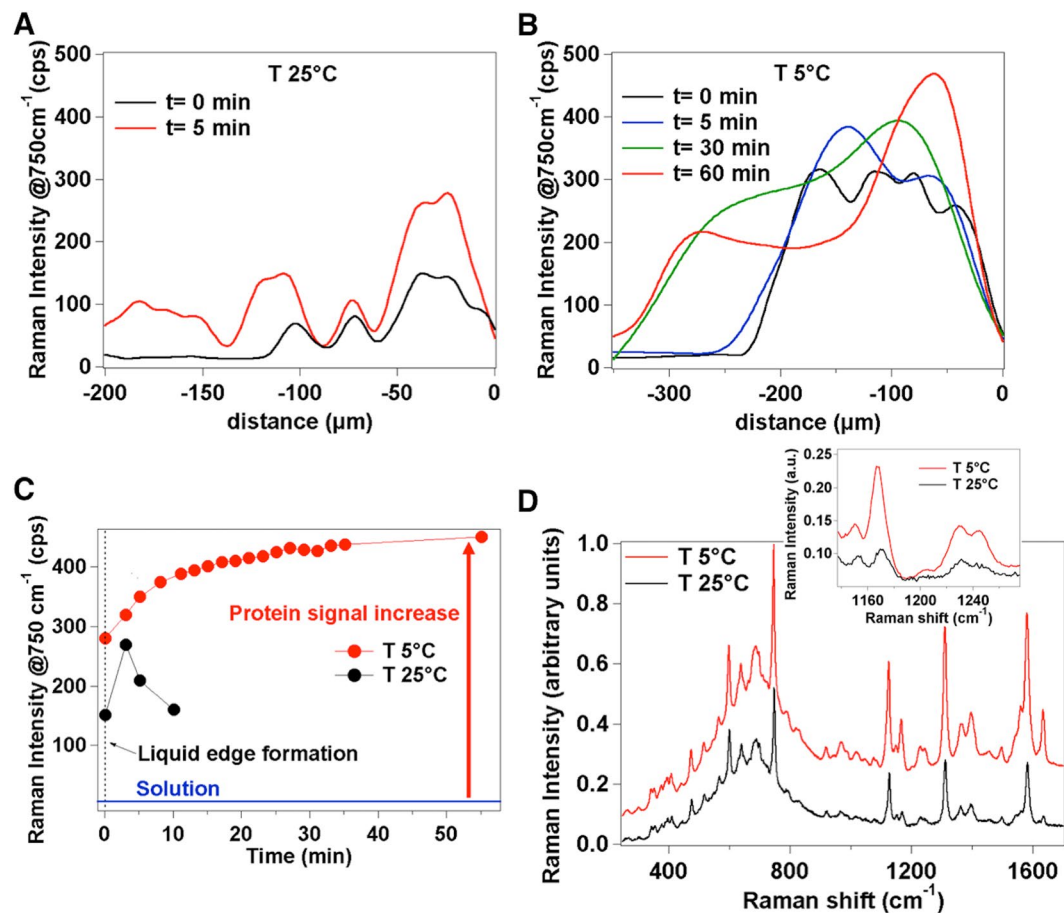 A
T 25°C
t= 0 min
t= 5 min
Raman Intensity @750cm⁻¹(cps)
500
400
300
200
100
0
-200
-150
-100
-50
0
distance (µm)
B
T 5°C
t= 0 min
t= 5 min
t= 30 min
t= 60 min
Raman Intensity @750cm⁻¹(cps)
500
400
300
200
100
0
-300
-200
-100
0
distance (µm)
C
Raman Intensity @750 cm⁻¹ (cps)
400
300
200
100
Protein signal increase
T 5°C
T 25°C
Liquid edge formation
Solution
0
10
20
30
40
50
Time (min)
D
Raman Intensity (a.u.)
0.25
0.20
0.15
0.10
T 5°C
T 25°C
1160
1200
1240
Raman shift (cm⁻¹)
Raman Intensity (arbitrary units)
1.0
0.8
0.6
0.4
0.2
0.0
T 5°C
T 25°C
400
800
1200
1600
Raman shift (cm⁻¹)